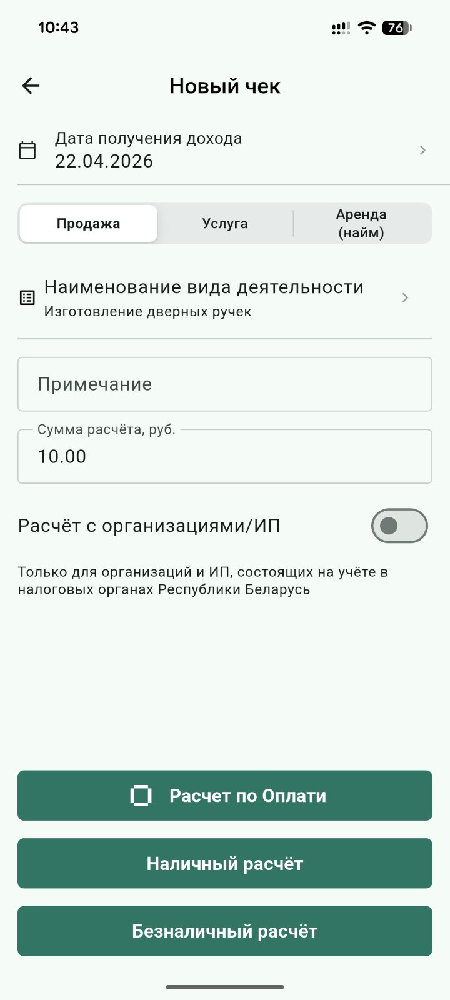 10:43
76
Новый чек
Дата получения дохода
22.04.2026
Продажа
Услуга
Аренда
(найм)
Наименование вида деятельности
Изготовление дверных ручек
Примечание
Сумма расчёта, руб.
10.00
Расчёт с организациями/ИП
Только для организаций и ИП, состоящих на учёте в
налоговых органах Республики Беларусь
Расчет по Оплати
Наличный расчёт
Безналичный расчёт